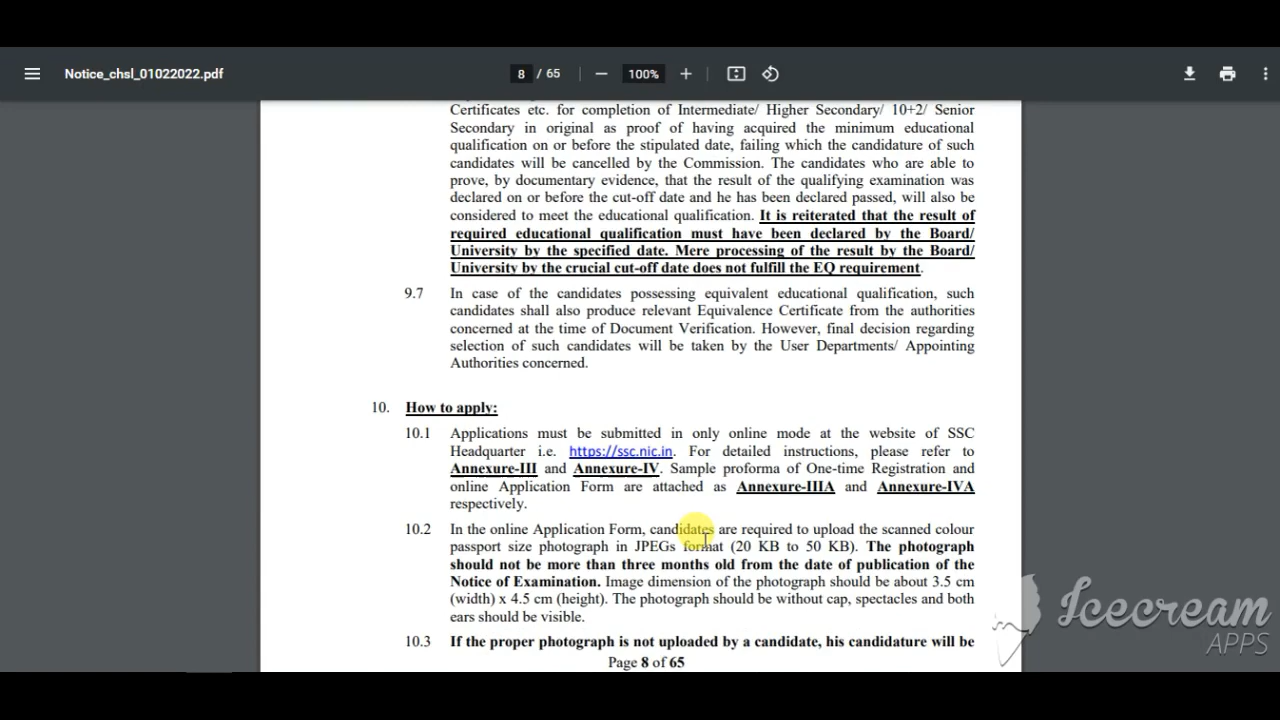 Notice_chsl_01022022.pdf
8 / 65
100%
Certificates etc. for completion of Intermediate/ Higher Secondary/ 10+2/ Senior
Secondary in original as proof of having acquired the minimum educational
qualification on or before the stipulated date, failing which the candidature of such
candidates will be cancelled by the Commission. The candidates who are able to
prove, by documentary evidence, that the result of the qualifying examination was
declared on or before the cut-off date and he has been declared passed, will also be
considered to meet the educational qualification. It is reiterated that the result of
required educational qualification must have been declared by the Board/
University by the specified date. Mere processing of the result by the Board/
University by the crucial cut-off date does not fulfill the EQ requirement.
9.7 In case of the candidates possessing equivalent educational qualification, such
candidates shall also produce relevant Equivalence Certificate from the authorities
concerned at the time of Document Verification. However, final decision regarding
selection of such candidates will be taken by the User Departments/ Appointing
Authorities concerned.
10. How to apply:
10.1 Applications must be submitted in only online mode at the website of SSC
Headquarter i.e. https://ssc.nic.in. For detailed instructions, please refer to
Annexure-III and Annexure-IV. Sample proforma of One-time Registration and
online Application Form are attached as Annexure-IIIA and Annexure-IVA
respectively.
10.2 In the online Application Form, candidates are required to upload the scanned colour
passport size photograph in JPEGs format (20 KB to 50 KB). The photograph
should not be more than three months old from the date of publication of the
Notice of Examination. Image dimension of the photograph should be about 3.5 cm
(width) x 4.5 cm (height). The photograph should be without cap, spectacles and both
ears should be visible.
10.3 If the proper photograph is not uploaded by a candidate, his candidature will be
Page 8 of 65
Icecream
APPS